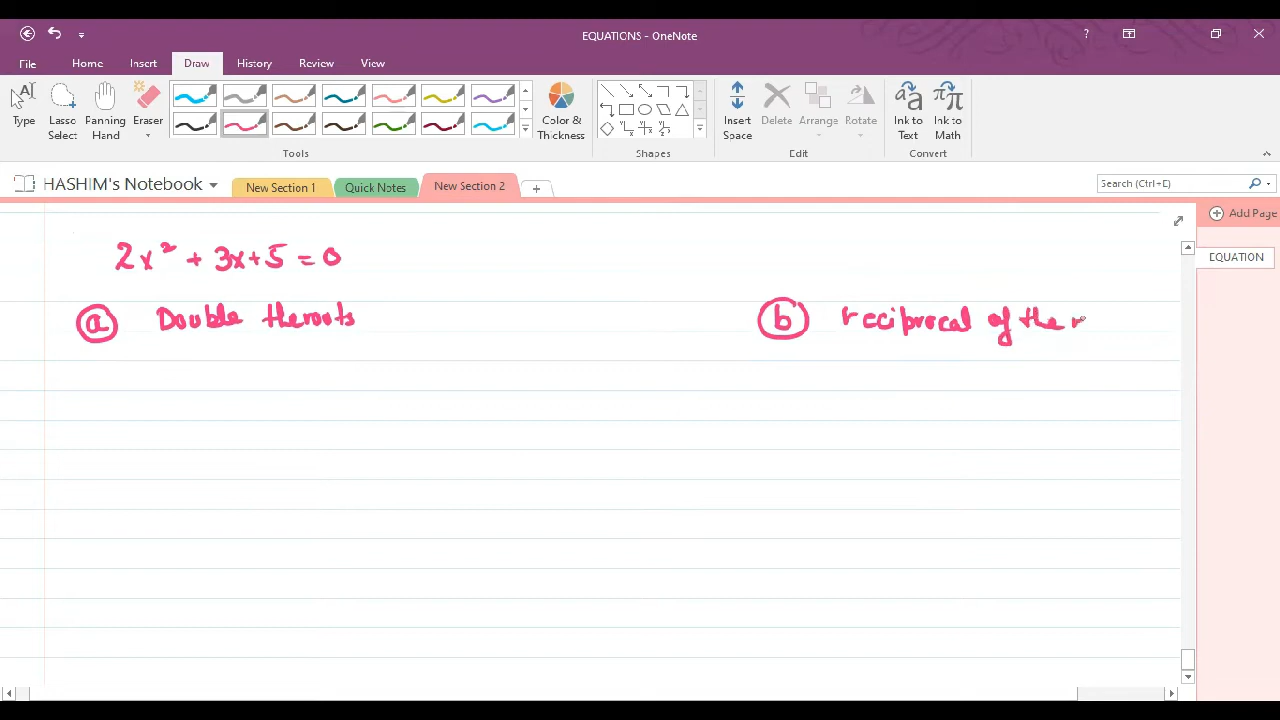 EQUATIONS - OneNote
?
File Home Insert Draw History Review View
Type
Lasso Select
Panning Hand
Eraser
Color & Thickness
Insert Space
Delete
Arrange
Rotate
Ink to Text
Ink to Math
Tools Shapes Edit Convert
HASHIM's Notebook New Section 1 Quick Notes New Section 2 Search (Ctrl+E)
Add Page
EQUATION
2x² + 3x+5 = 0
a Double the roots
b reciprocal of the r